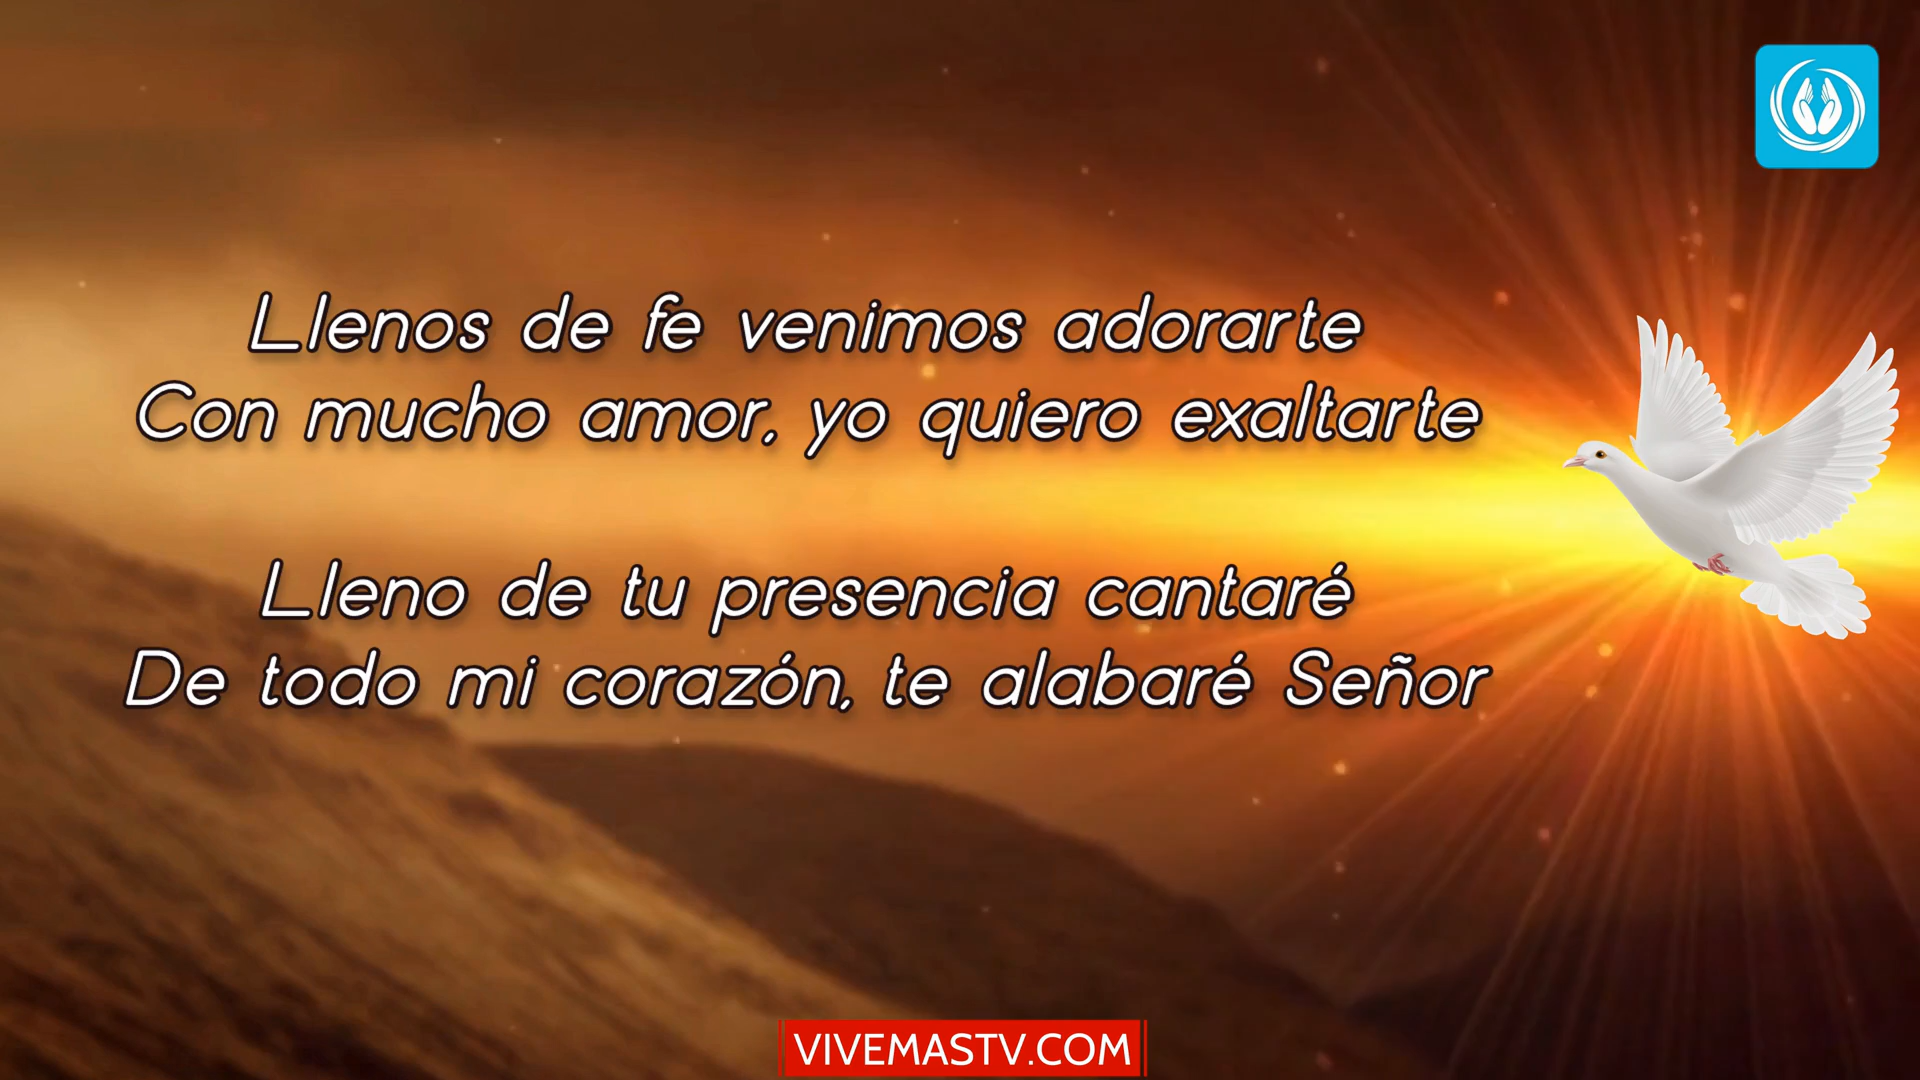 Llenos de fe venimos adorarte
Con mucho amor, yo quiero exaltarte
Lleno de tu presencia cantaré
De todo mi corazón, te alabaré Señor
VIVEMASTV.COM